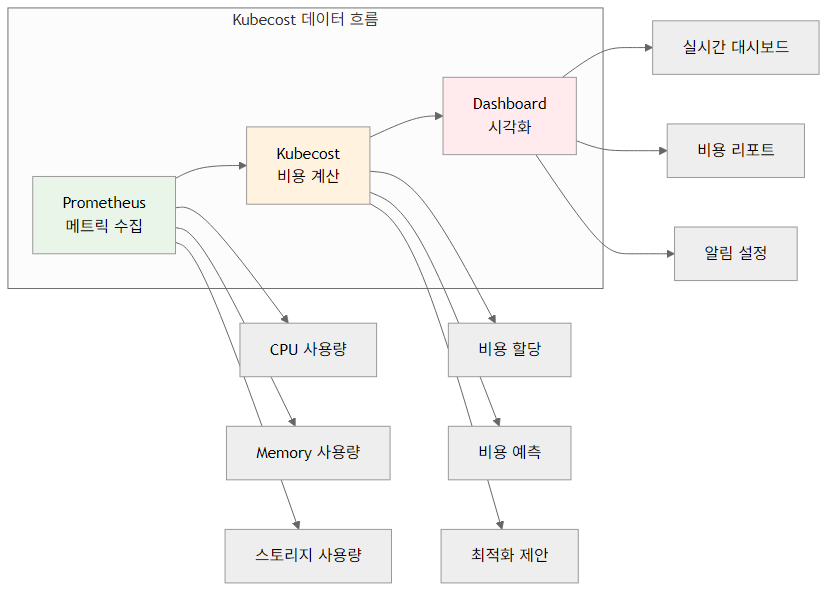 Kubecost 데이터 흐름
Prometheus
메트릭 수집
Kubecost
비용 계산
Dashboard
시각화
실시간 대시보드
비용 리포트
알림 설정
CPU 사용량
Memory 사용량
스토리지 사용량
비용 할당
비용 예측
최적화 제안